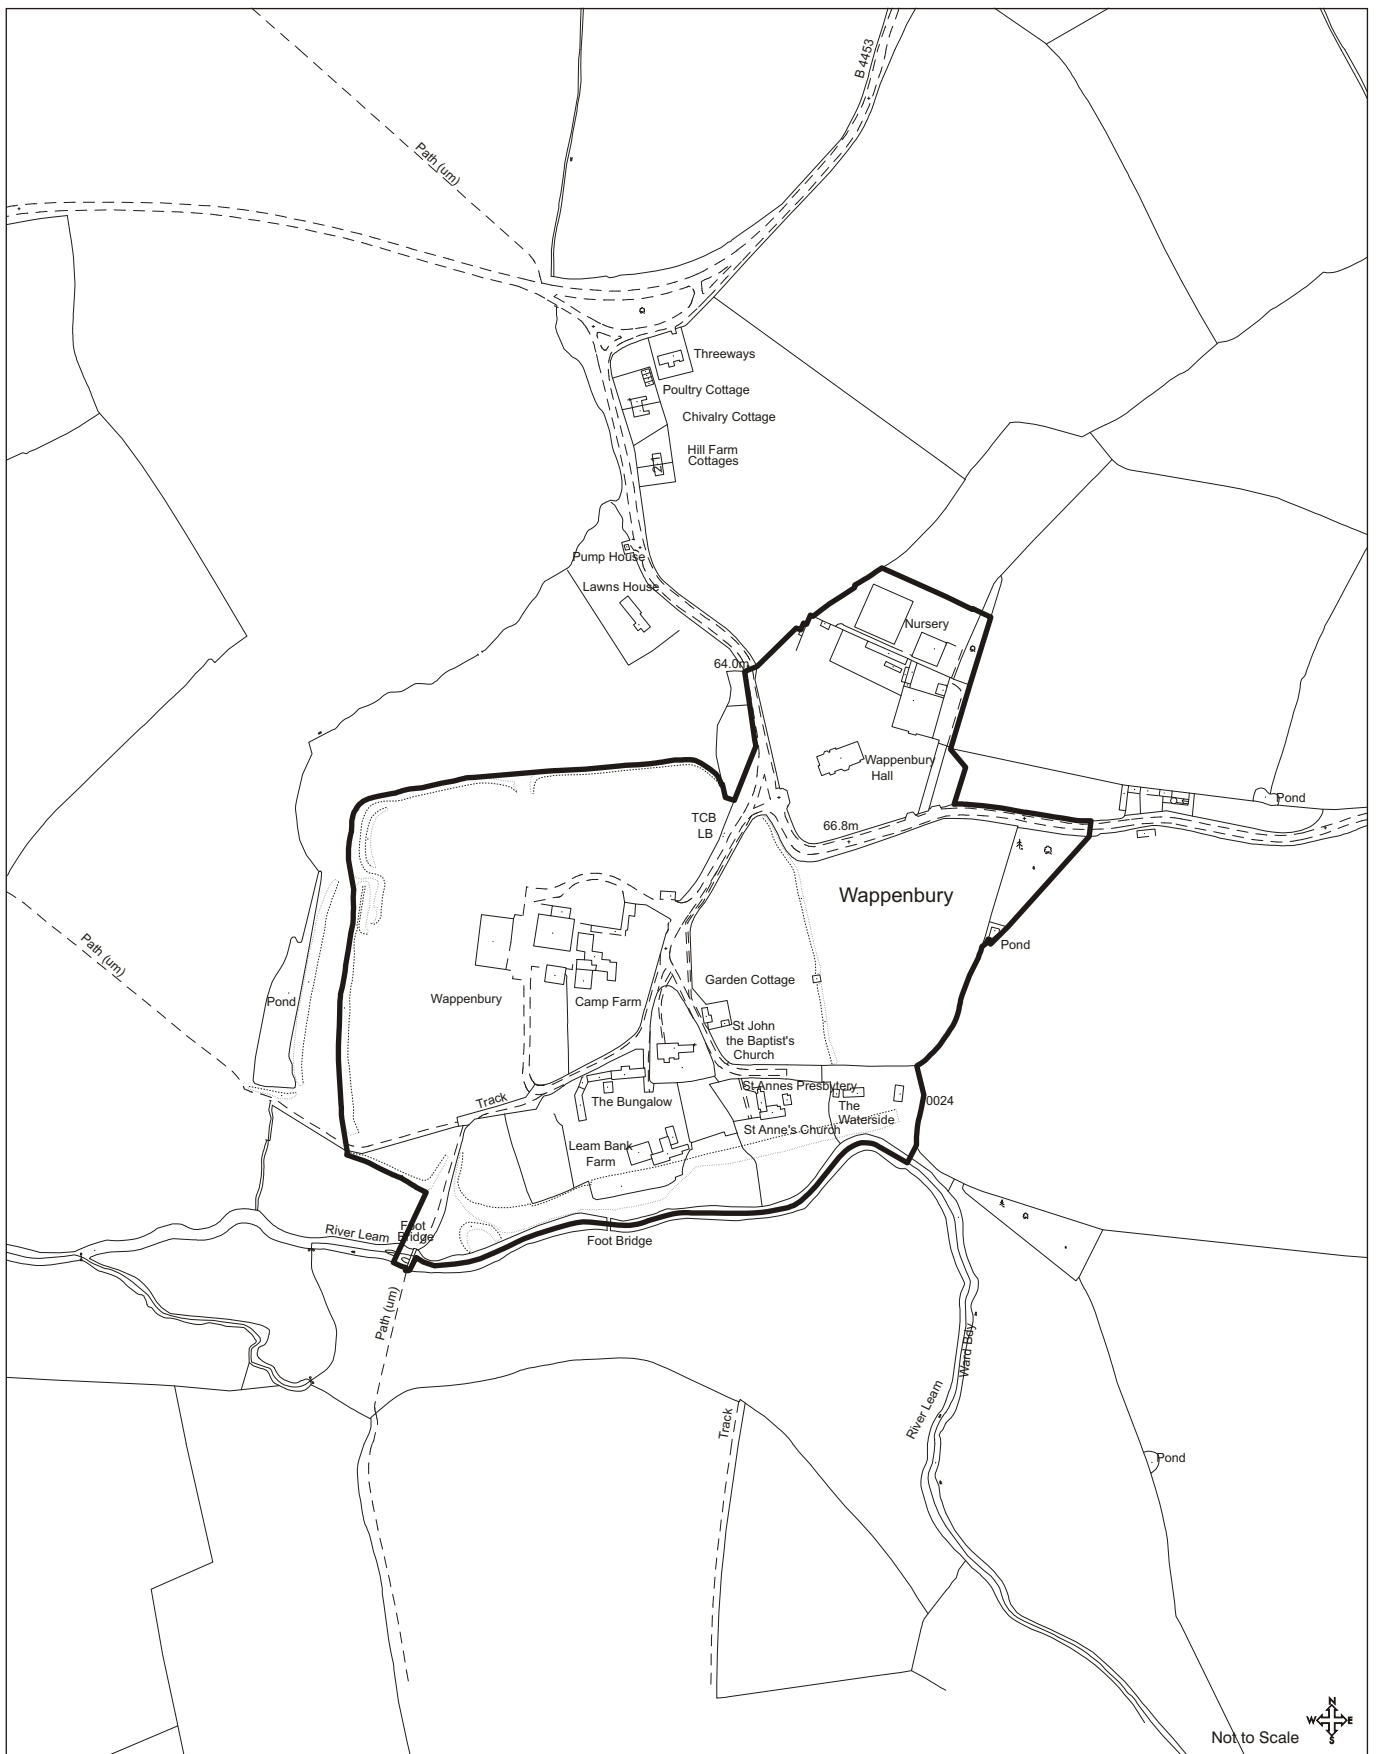 B 4453
Path (um)
Threeways
Poultry Cottage
Chivalry Cottage
Hill Farm
Cottages
2
1
Pump House
Lawns House
Nursery
64.0m
Wappenbury
Hall
Pond
TCB
LB
66.8m
Wappenbury
Path (um)
Pond
Garden Cottage
Pond
Wappenbury
Camp Farm
St John
the Baptist's
Church
St Annes Presbytery
Track
The Bungalow
The
Waterside
0024
St Anne's Church
Leam Bank
Farm
River Leam
Foot
Bridge
Foot Bridge
Path (um)
Ward Bdy
River Leam
Track
Pond
N
W E
S
Not to Scale